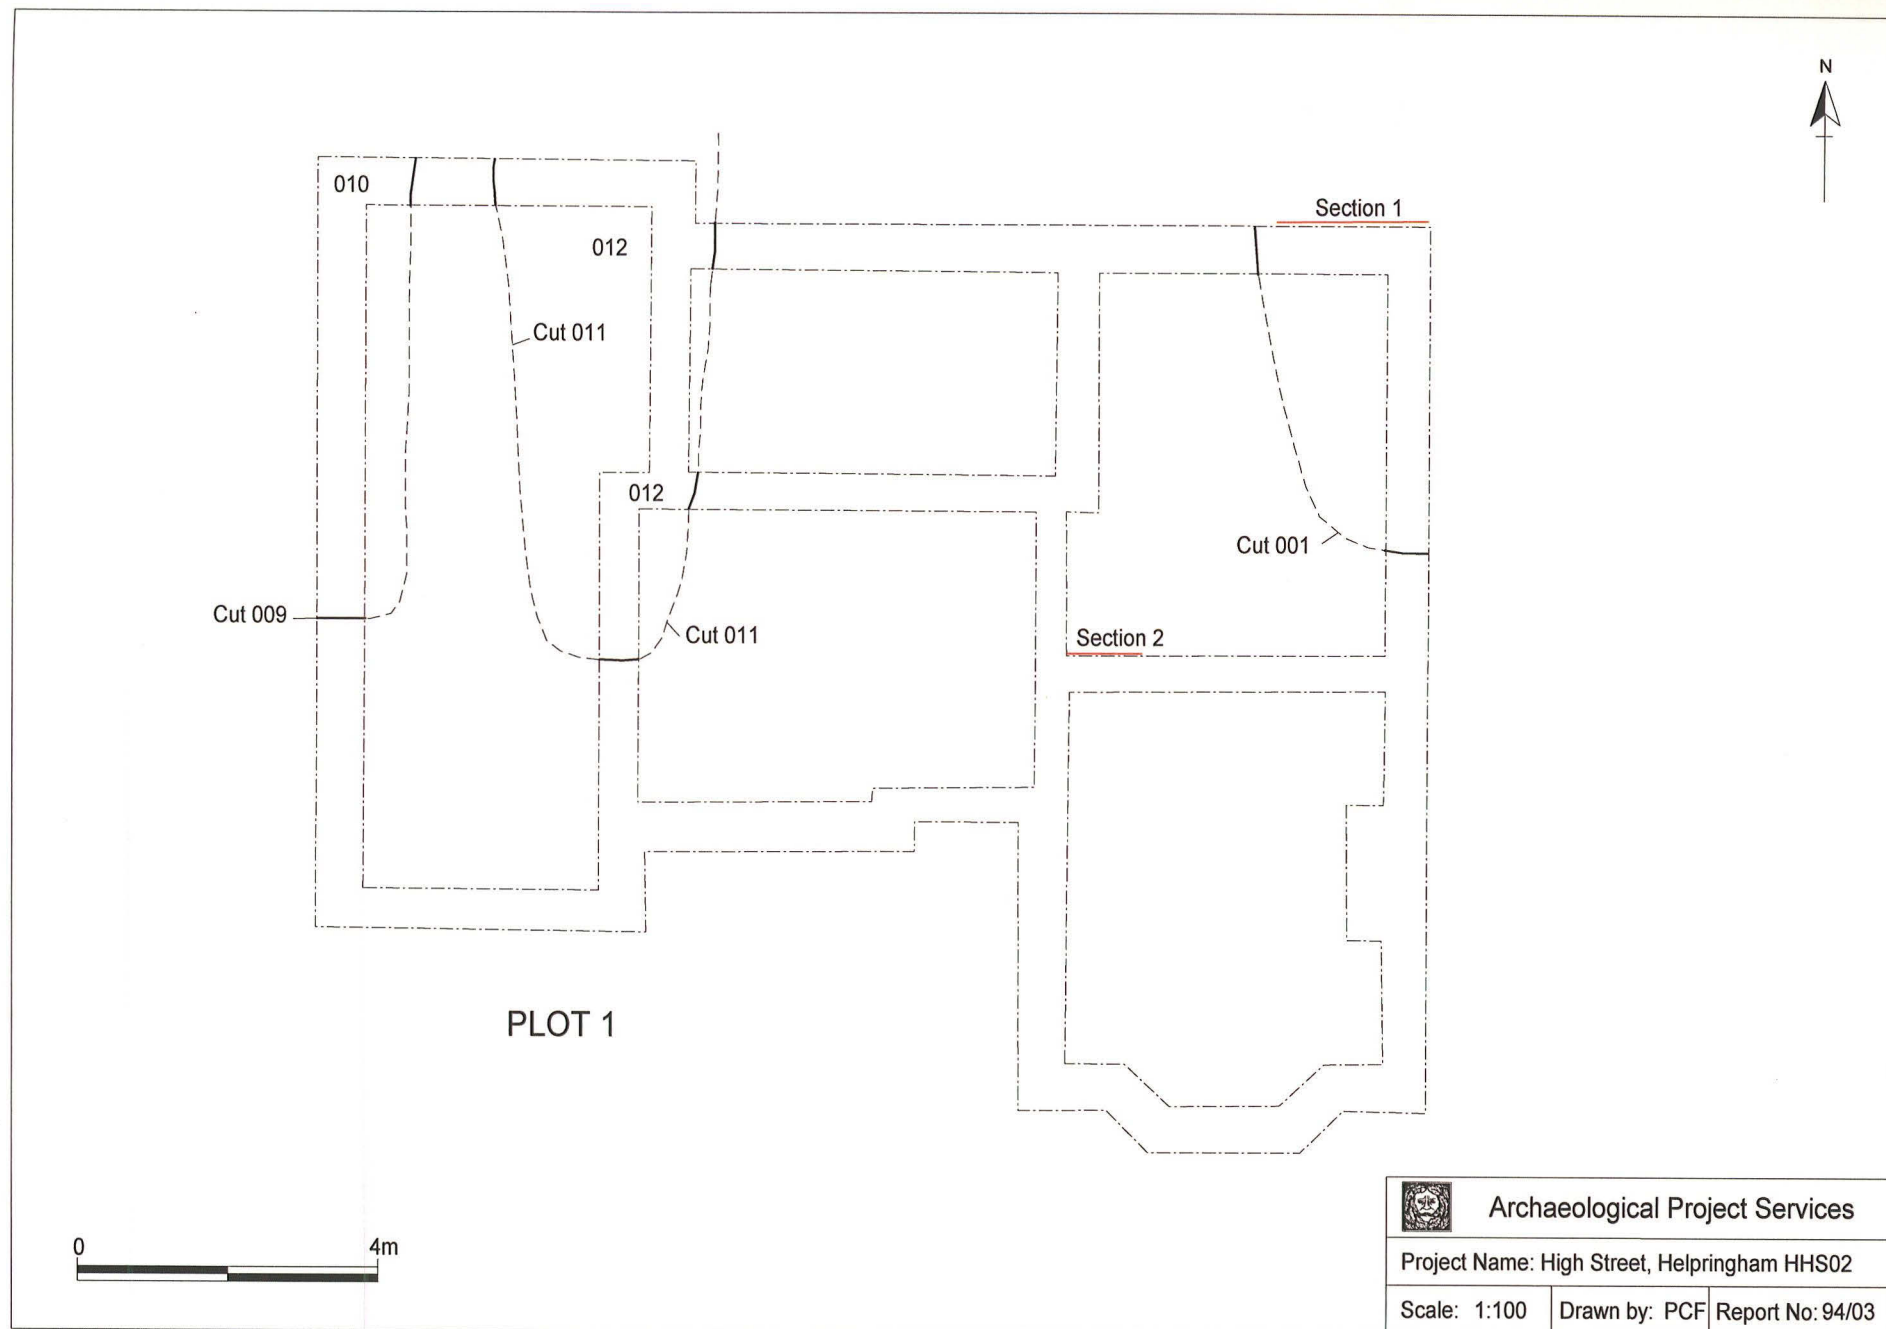 N
Section 1
010
012
Cut 011
012
Cut 001
Cut 009
Cut 011
Section 2
PLOT 1
0 4m
Archaeological Project Services
Project Name: High Street, Helpringham HHS02
Scale: 1:100 Drawn by: PCF Report No: 94/03